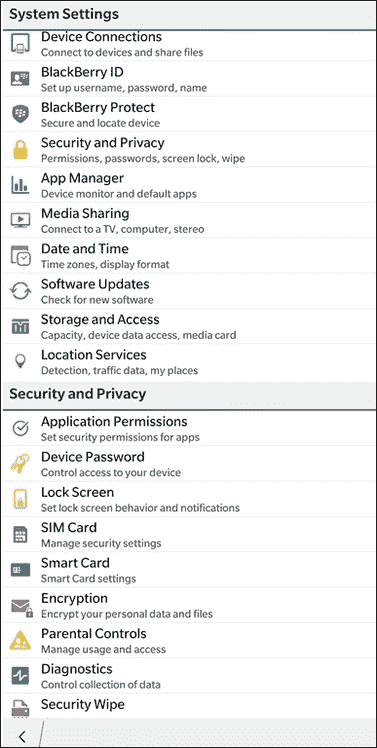 System Settings
Device Connections
Connect to devices and share files
BlackBerry ID
Set up username, password, name
BlackBerry Protect
Secure and locate device
Security and Privacy
Permissions, passwords, screen lock, wipe
App Manager
Device monitor and default apps
Media Sharing
Connect to a TV, computer, stereo
Date and Time
Time zones, display format
Software Updates
Check for new software
Storage and Access
Capacity, device data access, media card
Location Services
Detection, traffic data, my places
Security and Privacy
Application Permissions
Set security permissions for apps
Device Password
Control access to your device
Lock Screen
Set lock screen behavior and notifications
SIM Card
Manage security settings
Smart Card
Smart Card settings
Encryption
Encrypt your personal data and files
Parental Controls
Manage usage and access
Diagnostics
Control collection of data
Security Wipe